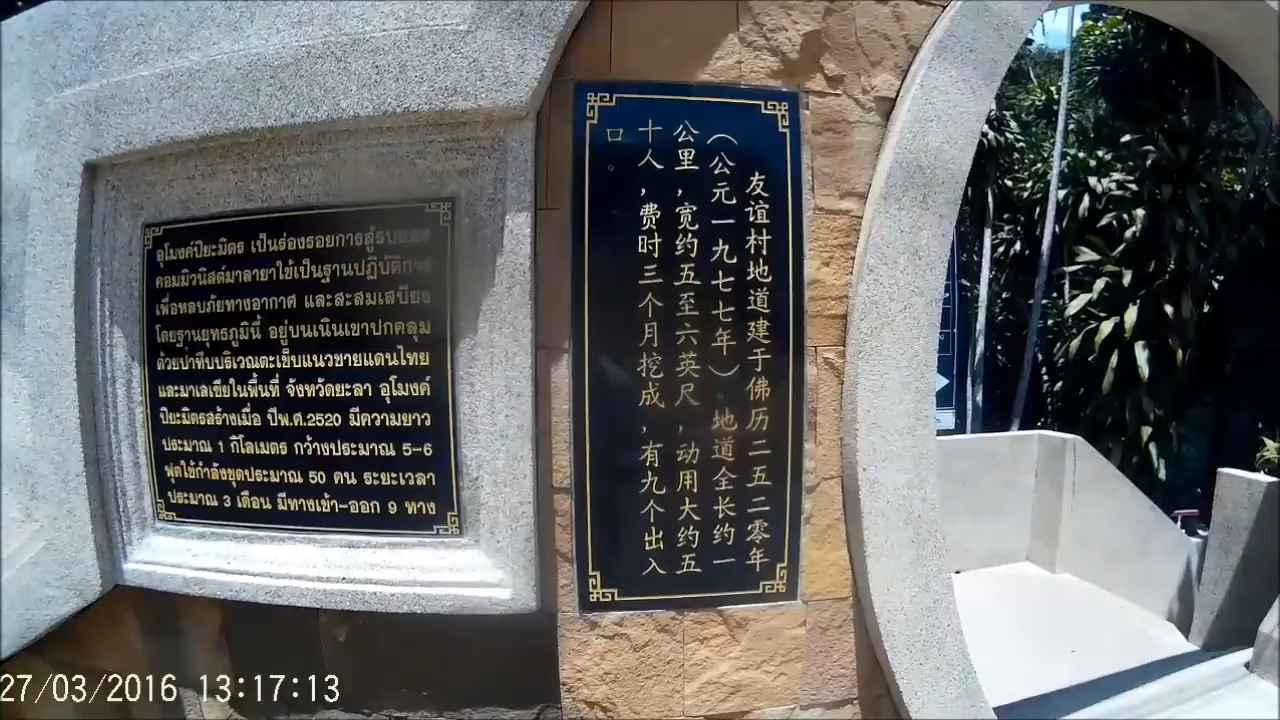 อุโมงค์ปิยะมิตร เป็นร่องรอยการสู้รบ
คอมมิวนิสต์มาลายาใช้เป็นฐานปฏิบัติการ
เพื่อหลบภัยทางอากาศ และสะสมเสบียง
โดยฐานยุทธภูมินี้ อยู่บนเนินเขาปกคลุม
ด้วยป่าทึบบริเวณตะเข็บแนวชายแดนไทย
และมาเลเซียในพื้นที่ จังหวัดยะลา อุโมงค์
ปิยะมิตรสร้างเมื่อ ปีพ.ศ.2520 มีความยาว
ประมาณ 1 กิโลเมตร กว้างประมาณ 5-6
ฟุตใช้กำลังขุดประมาณ 50 คน ระยะเวลา
ประมาณ 3 เดือน มีทางเข้า-ออก 9 ทาง
友谊村地道建于佛历二五二零年
（公元一九七七年）。地道全长约一
公里，宽约五至六英尺，动用大约五
十人，费时三个月挖成，有九个出入
口。
27/03/2016 13:17:13